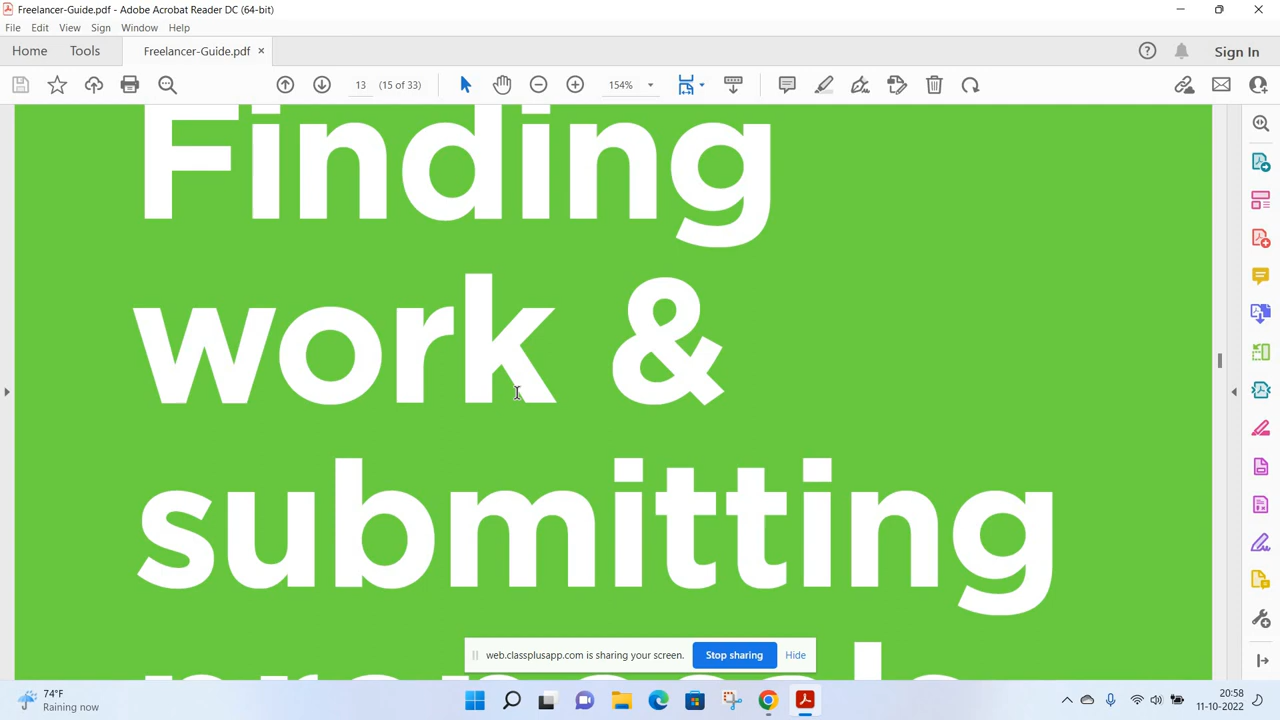 Freelancer-Guide.pdf - Adobe Acrobat Reader DC (64-bit)
File Edit View Sign Window Help
Home Tools Freelancer-Guide.pdf × Sign In
13 (15 of 33) 154%
Finding
work &
submitting
web.classplusapp.com is sharing your screen. Stop sharing Hide
74°F
Raining now
20:58
11-10-2022